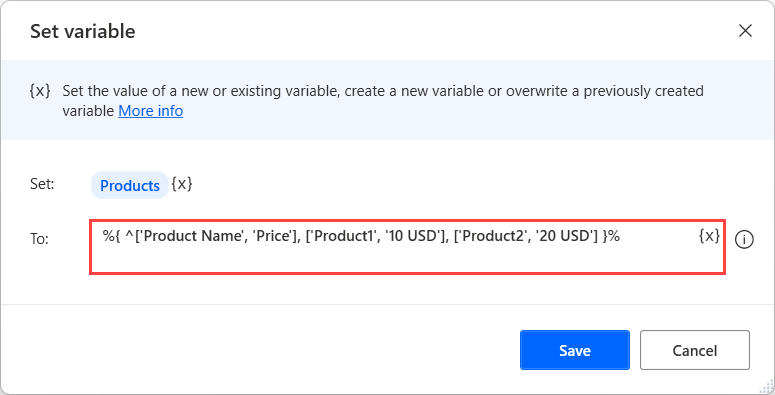 Set variable
{x} Set the value of a new or existing variable, create a new variable or overwrite a previously created
variable More info
Set: Products {x}
To: %{ ^['Product Name', 'Price'], ['Product1', '10 USD'], ['Product2', '20 USD'] }% {x}
Save Cancel